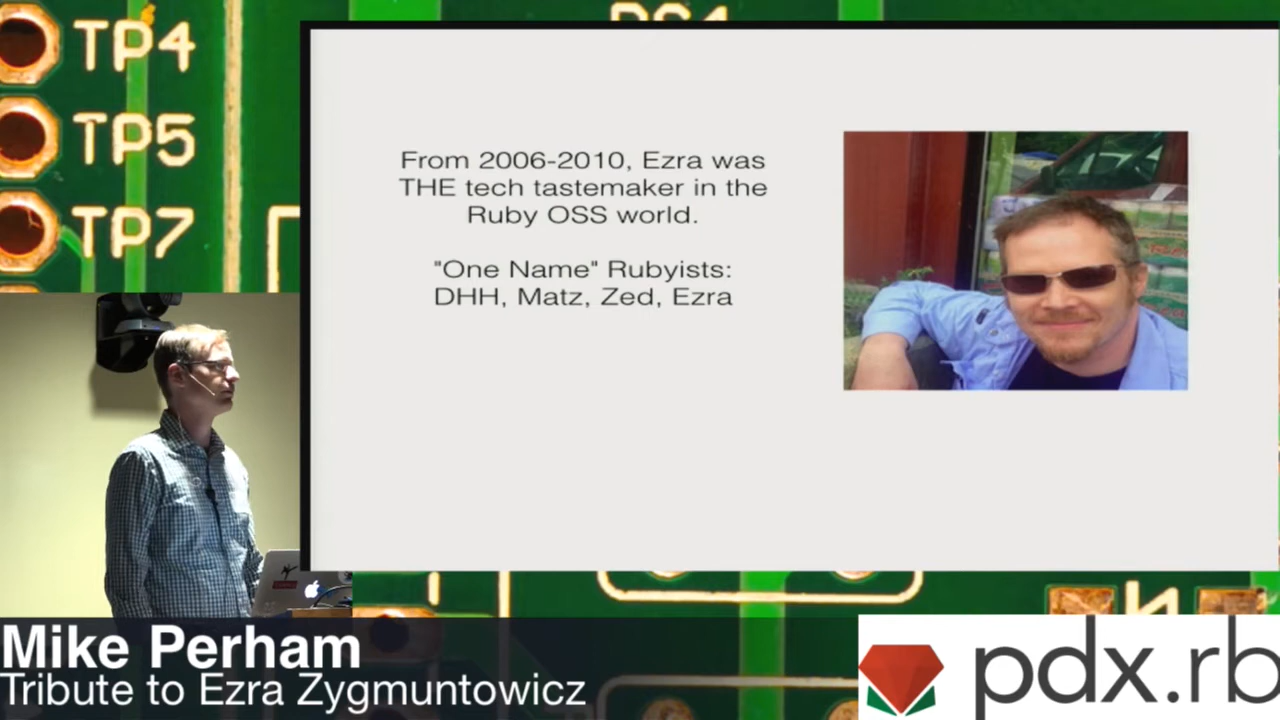 TP4
TP5
TP7
From 2006-2010, Ezra was
THE tech tastemaker in the
Ruby OSS world.
"One Name" Rubyists:
DHH, Matz, Zed, Ezra
Mike Perham
Tribute to Ezra Zygmuntowicz
pdx.rb